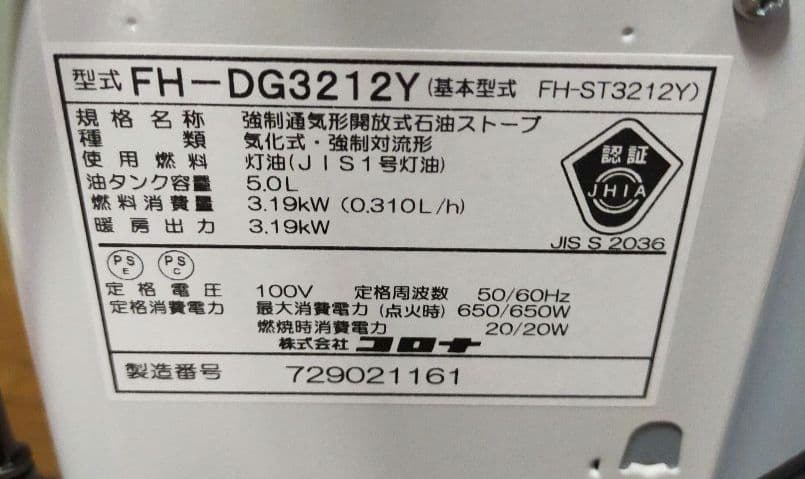 型式 FH-DG3212Y (基本型式 FH-ST3212Y)
規格名称 強制通気形開放式石油ストーブ
種類 気化式・強制対流形
使用燃料 灯油(JIS1号灯油)
油タンク容量 5.0L
燃料消費量 3.19kW (0.310L/h)
暖房出力 3.19kW
認証
JHIA
JIS S 2036
PS E PS C
定格電圧 100V 定格周波数 50/60Hz
定格消費電力 最大消費電力 (点火時) 650/650W
燃焼時消費電力 20/20W
株式会社 コロナ
製造番号 729021161